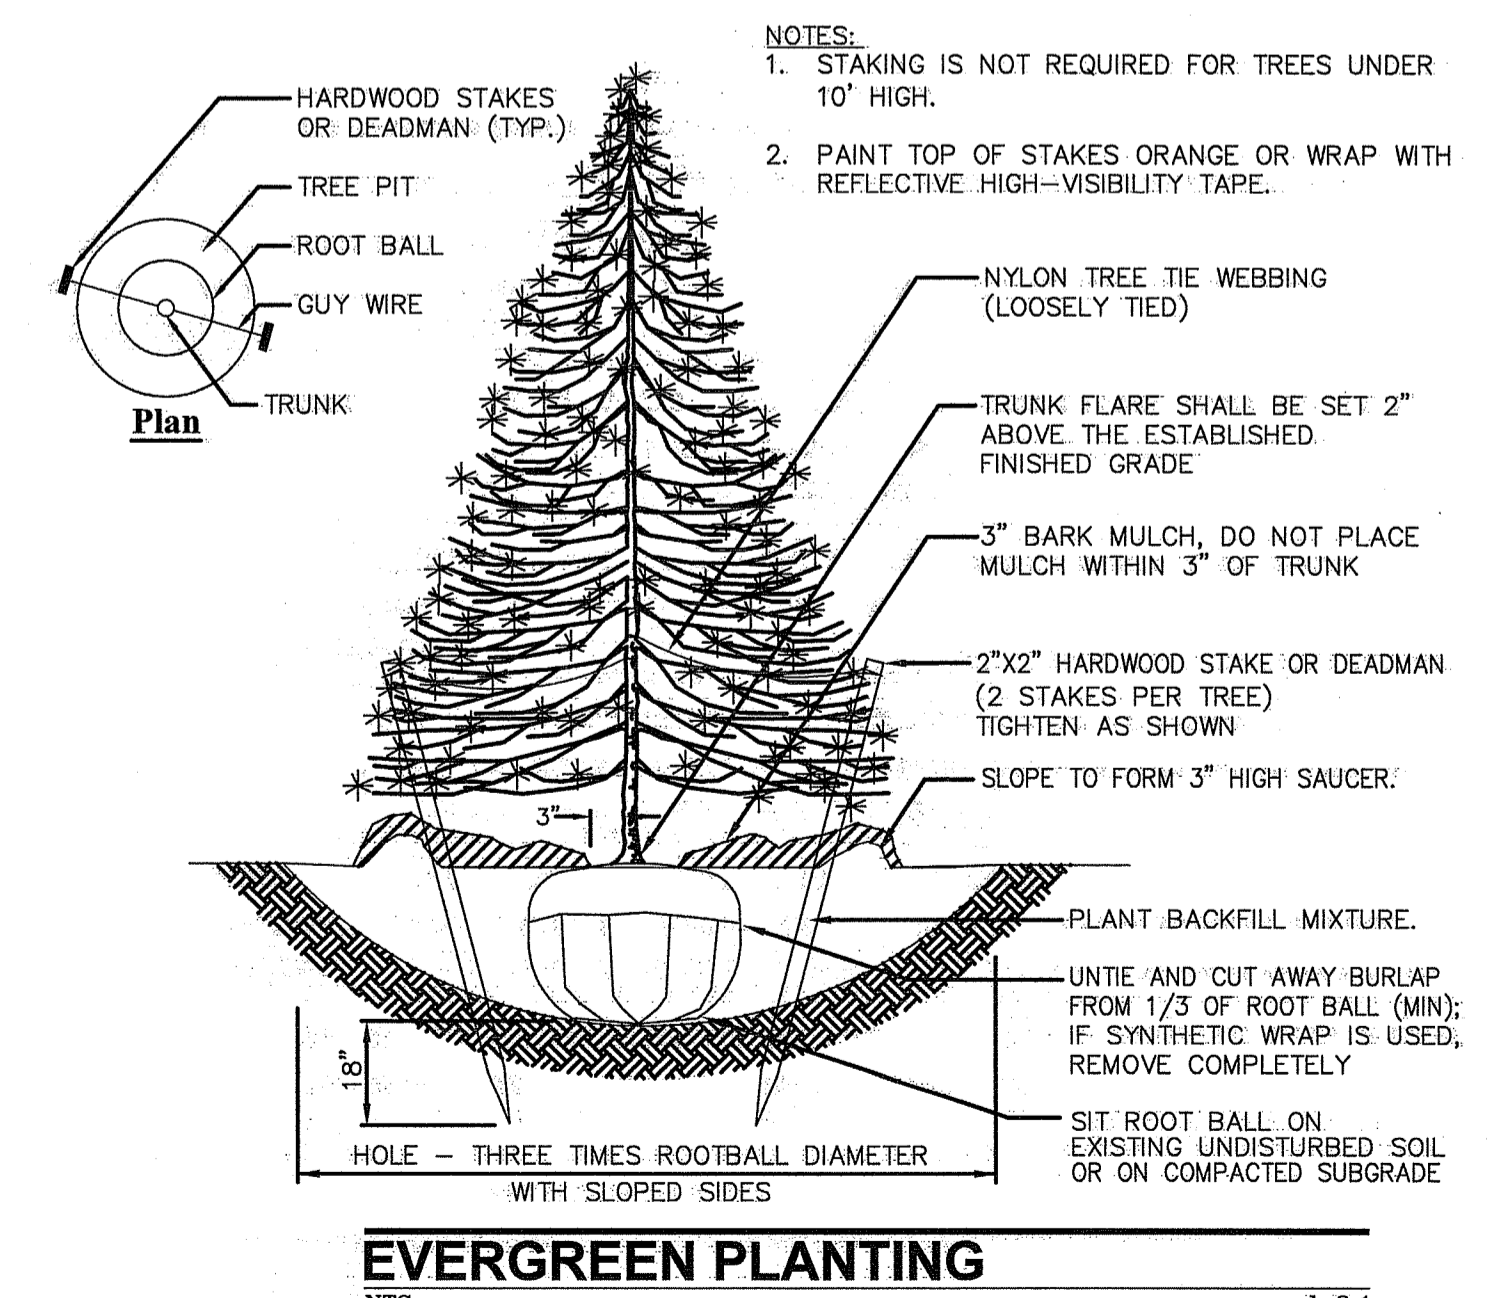 NOTES:
1. STAKING IS NOT REQUIRED FOR TREES UNDER
10' HIGH.
2. PAINT TOP OF STAKES ORANGE OR WRAP WITH
REFLECTIVE HIGH-VISIBILITY TAPE.
HARDWOOD STAKES
OR DEADMAN (TYP.)
TREE PIT
ROOT BALL
GUY WIRE
TRUNK
Plan
NYLON TREE TIE WEBBING
(LOOSELY TIED)
TRUNK FLARE SHALL BE SET 2"
ABOVE THE ESTABLISHED
FINISHED GRADE
3" BARK MULCH, DO NOT PLACE
MULCH WITHIN 3" OF TRUNK
2"X2" HARDWOOD STAKE OR DEADMAN
(2 STAKES PER TREE)
TIGHTEN AS SHOWN
SLOPE TO FORM 3" HIGH SAUCER.
3"
PLANT BACKFILL MIXTURE.
UNTIE AND CUT AWAY BURLAP
FROM 1/3 OF ROOT BALL (MIN);
IF SYNTHETIC WRAP IS USED,
REMOVE COMPLETELY
18"
SIT ROOT BALL ON
EXISTING UNDISTURBED SOIL
OR ON COMPACTED SUBGRADE
HOLE - THREE TIMES ROOTBALL DIAMETER
WITH SLOPED SIDES
EVERGREEN PLANTING